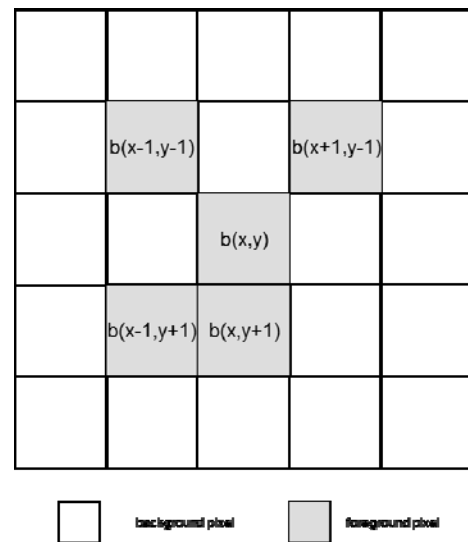 b(x-1,y-1) b(x+1,y-1)
b(x,y)
b(x-1,y+1) b(x,y+1)
background pixel foreground pixel